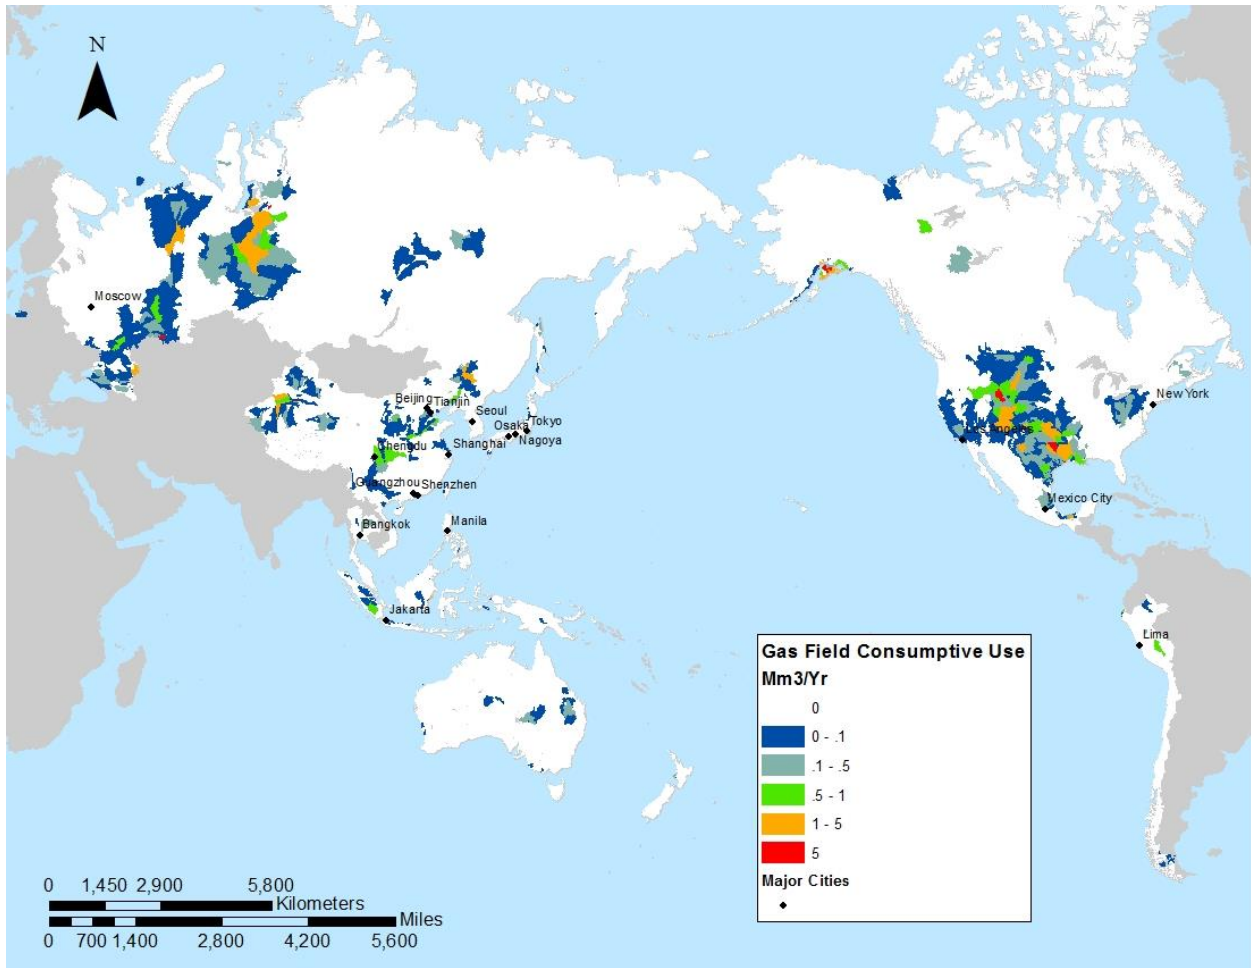 N
Moscow
Beijing
Tianjin
Seoul
Tokyo
Osaka
Nagoya
Chengdu
Shanghai
Guangzhou
Shenzhen
Bangkok
Manila
Jakarta
New York
Los Angeles
Mexico City
Lima
Gas Field Consumptive Use
Mm3/Yr
0
0 - .1
.1 - .5
.5 - 1
1 - 5
5
Major Cities
0 1,450 2,900 5,800
Kilometers
Miles
0 700 1,400 2,800 4,200 5,600